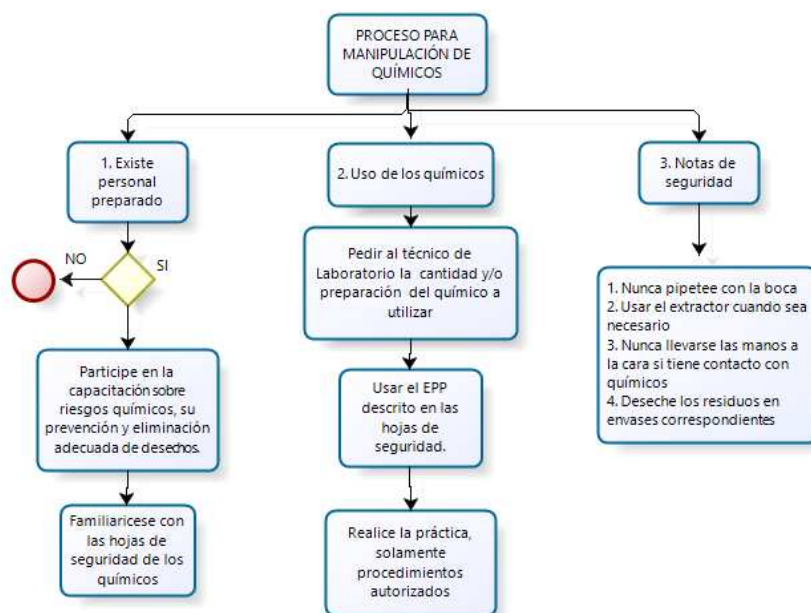 PROCESO PARA
MANIPULACIÓN DE
QUÍMICOS
1. Existe
personal
preparado
NO
SI
Participe en la
capacitación sobre
riesgos químicos, su
prevención y eliminación
adecuada de desechos.
Familiaricese con
las hojas de
seguridad de los
químicos
2. Uso de los químicos
Pedir al técnico de
Laboratorio la cantidad y/o
preparación del químico a
utilizar
Usar el EPP
descrito en las
hojas de
seguridad.
Realice la práctica,
solamente
procedimientos
autorizados
3. Notas de
seguridad
1. Nunca pipetee con la boca
2. Usar el extractor cuando sea
necesario
3. Nunca llevarse las manos a
la cara si tiene contacto con
químicos
4. Deseche los residuos en
envases correspondientes